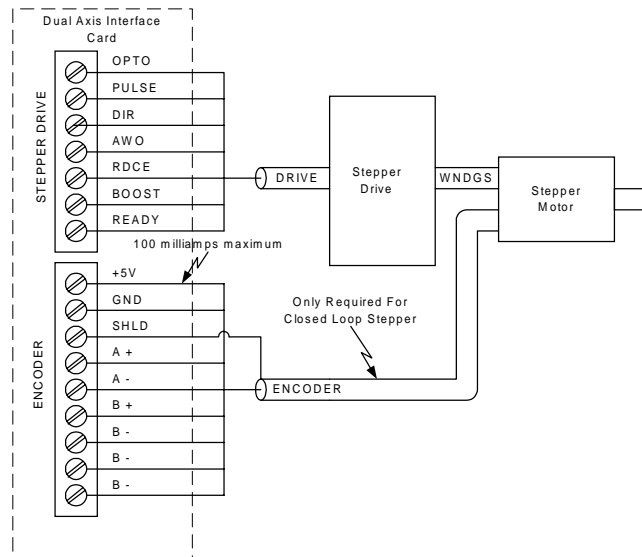 Dual Axis Interface
Card
STEPPER DRIVE
OPTO
PULSE
DIR
AWO
RDCE
BOOST
READY
DRIVE
Stepper
Drive
WNDGS
Stepper
Motor
100 milliamps maximum
ENCODER
+5V
GND
SHLD
A +
A -
B +
B -
B -
B -
Only Required For
Closed Loop Stepper
ENCODER